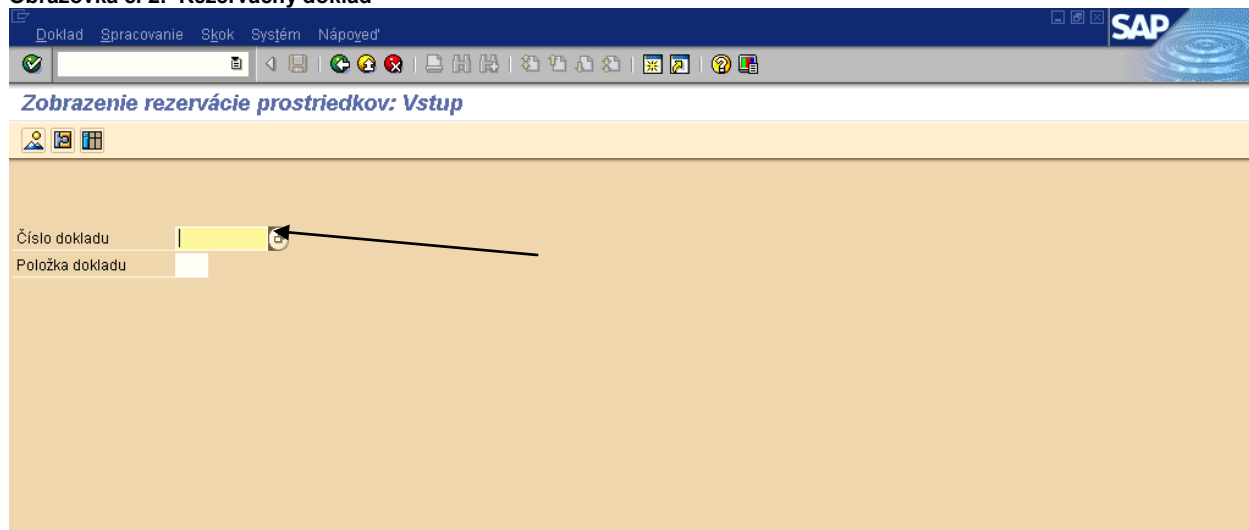 Obrazovka č. 2: Rezervačný doklad
Doklad Spracovanie Skok Systém Nápoveď
SAP
Zobrazenie rezervácie prostriedkov: Vstup
Číslo dokladu
Položka dokladu